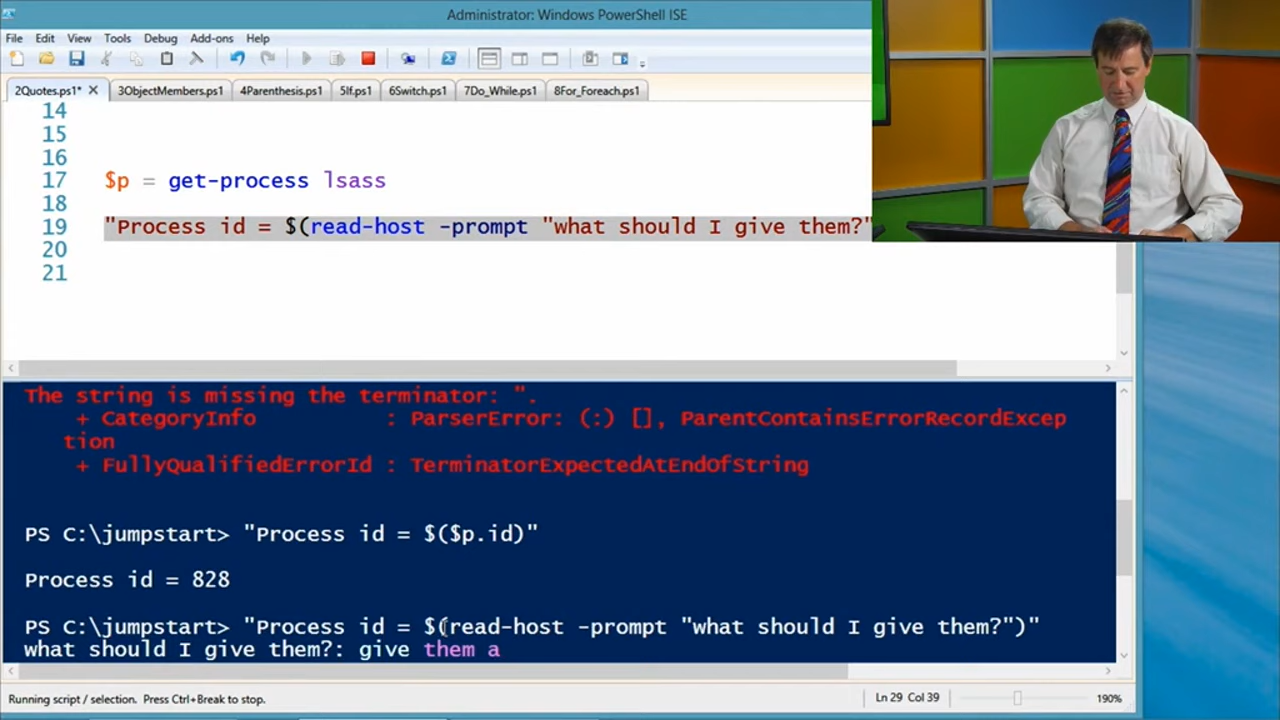 Administrator: Windows PowerShell ISE
File Edit View Tools Debug Add-ons Help
2Quotes.ps1* 3ObjectMembers.ps1 4Parenthesis.ps1 5If.ps1 6Switch.ps1 7Do_While.ps1 8For_Foreach.ps1
14
15
16
17 $p = get-process lsass
18
19 "Process id = $(read-host -prompt "what should I give them?"
20
21
The string is missing the terminator: ".
+ CategoryInfo : ParserError: (:) [], ParentContainsErrorRecordExcep
tion
+ FullyQualifiedErrorId : TerminatorExpectedAtEndOfString
PS C:\jumpstart> "Process id = $($p.id)"
Process id = 828
PS C:\jumpstart> "Process id = $(read-host -prompt "what should I give them?")"
what should I give them?: give them a
Running script / selection. Press Ctrl+Break to stop. Ln 29 Col 39 190%